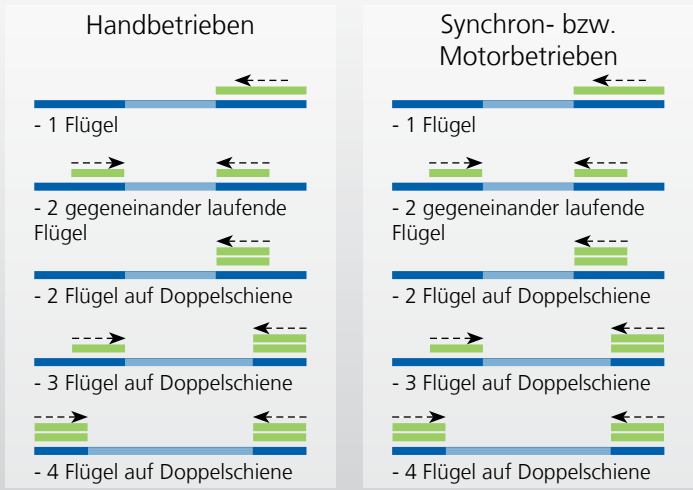 Handbetrieben
- 1 Flügel
- 2 gegeneinander laufende
Flügel
- 2 Flügel auf Doppelschiene
- 3 Flügel auf Doppelschiene
- 4 Flügel auf Doppelschiene
Synchron- bzw.
Motorbetrieben
- 1 Flügel
- 2 gegeneinander laufende
Flügel
- 2 Flügel auf Doppelschiene
- 3 Flügel auf Doppelschiene
- 4 Flügel auf Doppelschiene